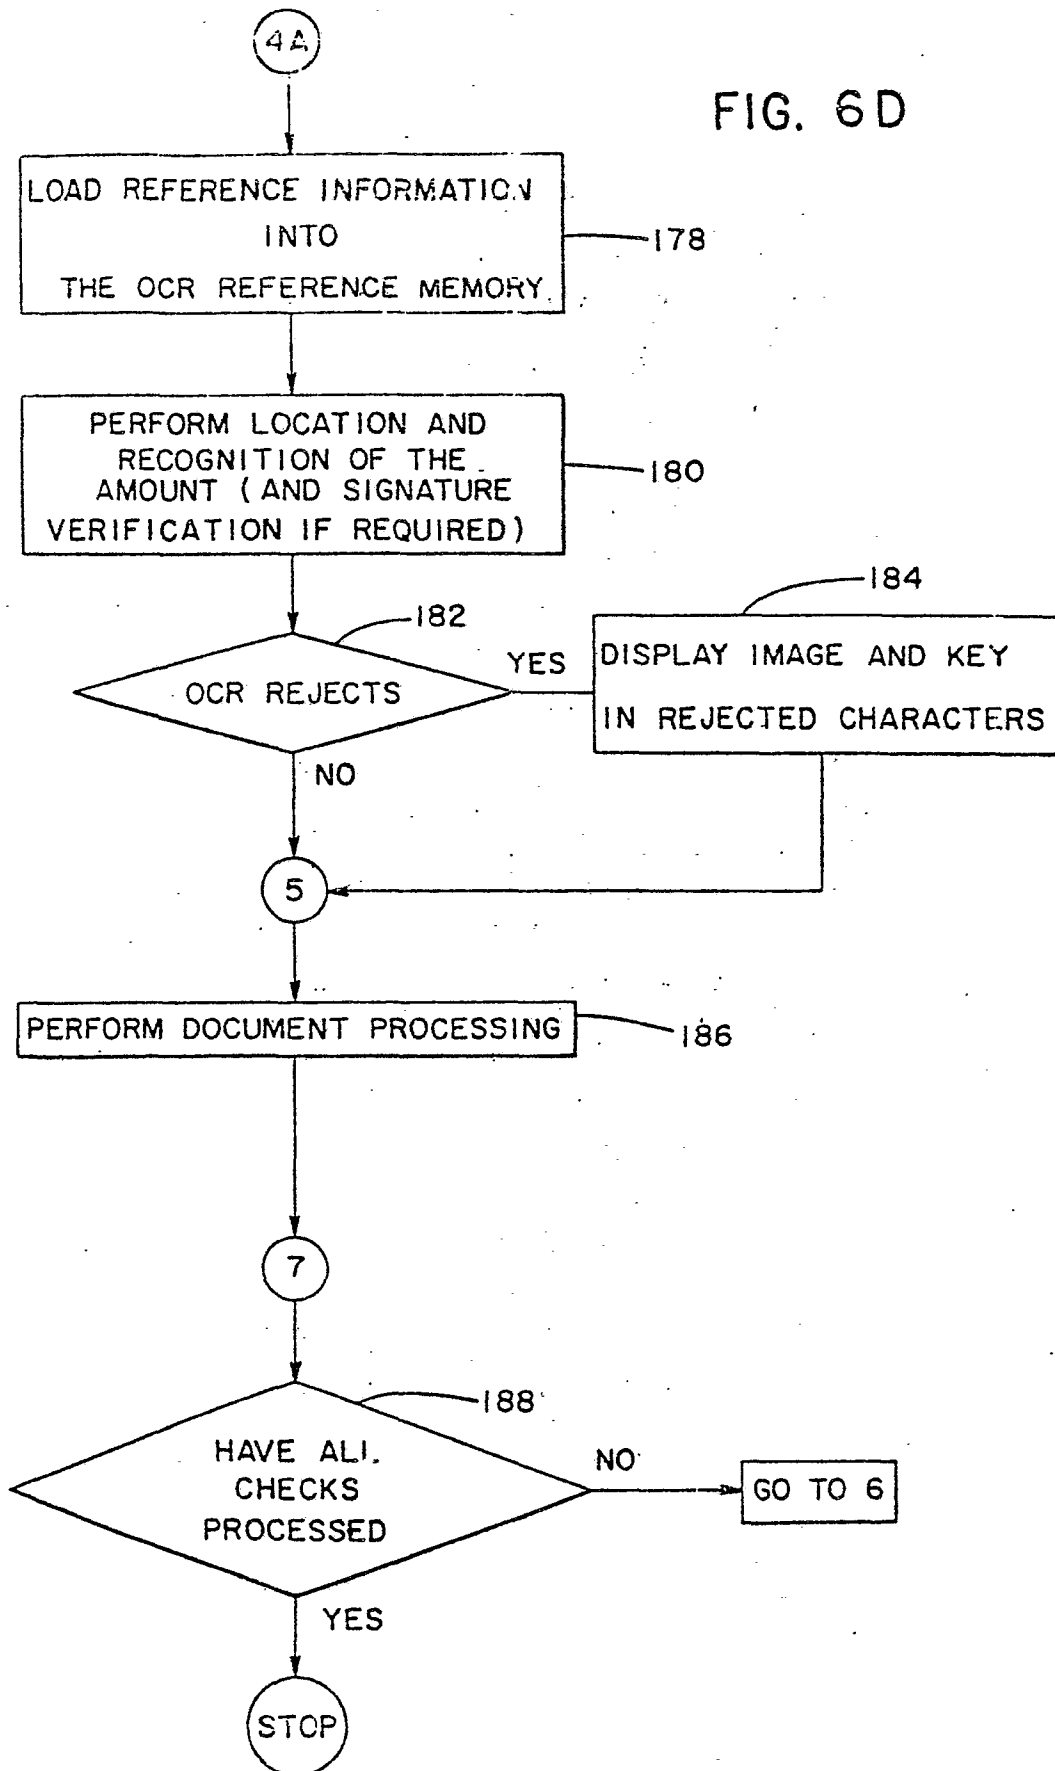 4A
FIG. 6D
LOAD REFERENCE INFORMATION
INTO
THE OCR REFERENCE MEMORY
178
PERFORM LOCATION AND
RECOGNITION OF THE
AMOUNT (AND SIGNATURE
VERIFICATION IF REQUIRED)
180
182
184
OCR REJECTS
YES
DISPLAY IMAGE AND KEY
IN REJECTED CHARACTERS
NO
5
PERFORM DOCUMENT PROCESSING
186
7
188
HAVE ALL
CHECKS
PROCESSED
NO
GO TO 6
YES
STOP